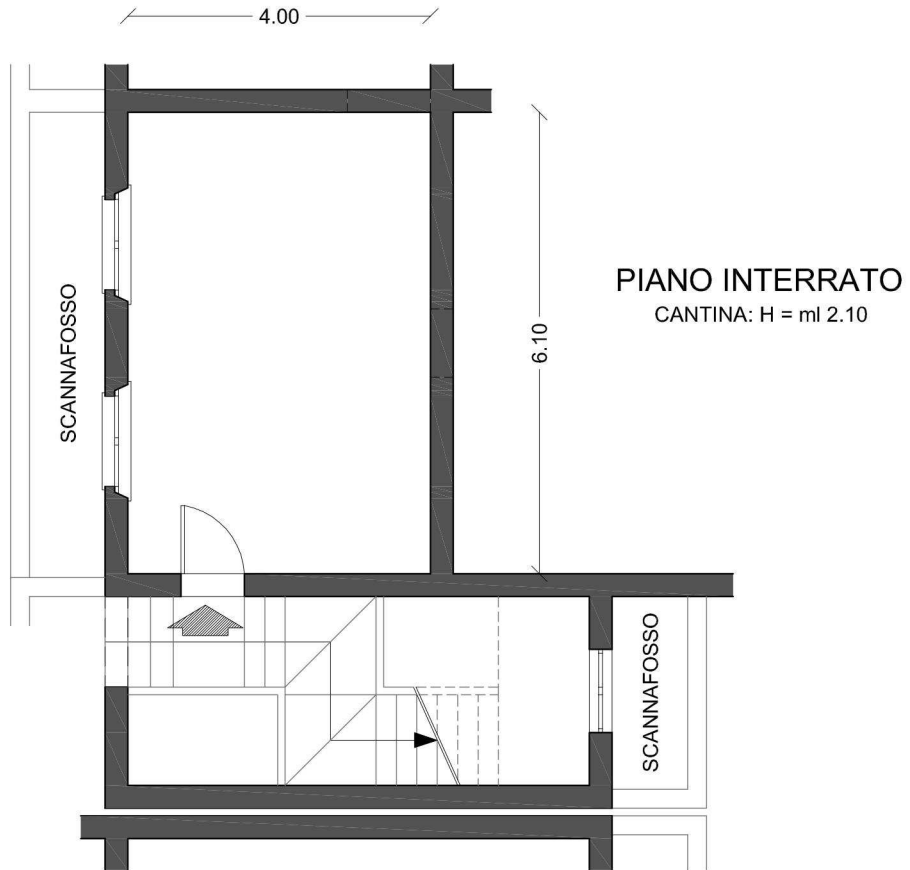 4.00
PIANO INTERRATO
CANTINA: H = ml 2.10
6.10
SCANNAFOSSO
SCANNAFOSSO